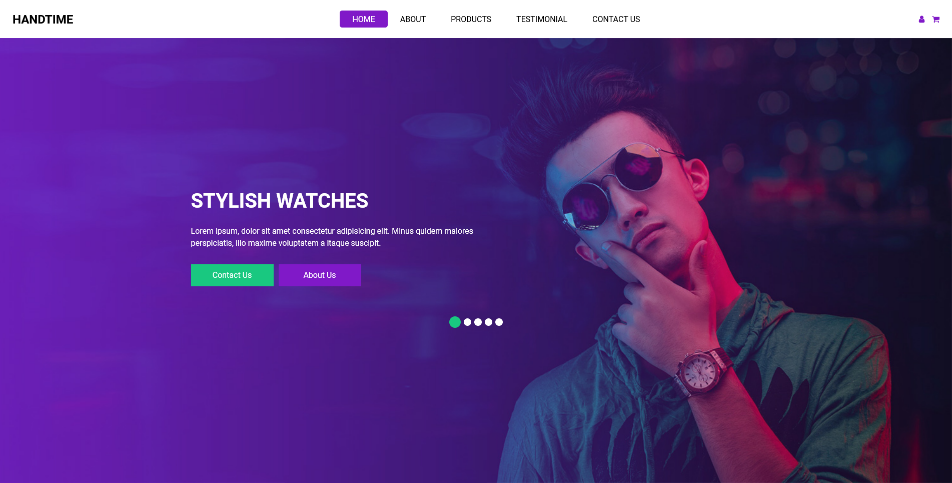 HANDTIME
HOME
ABOUT
PRODUCTS
TESTIMONIAL
CONTACT US
STYLISH WATCHES
Lorem ipsum, dolor sit amet consectetur adipisicing elit. Minus quidem maiores
perspiciatis, illo maxime voluptatem a itaque suscipit.
Contact Us
About Us